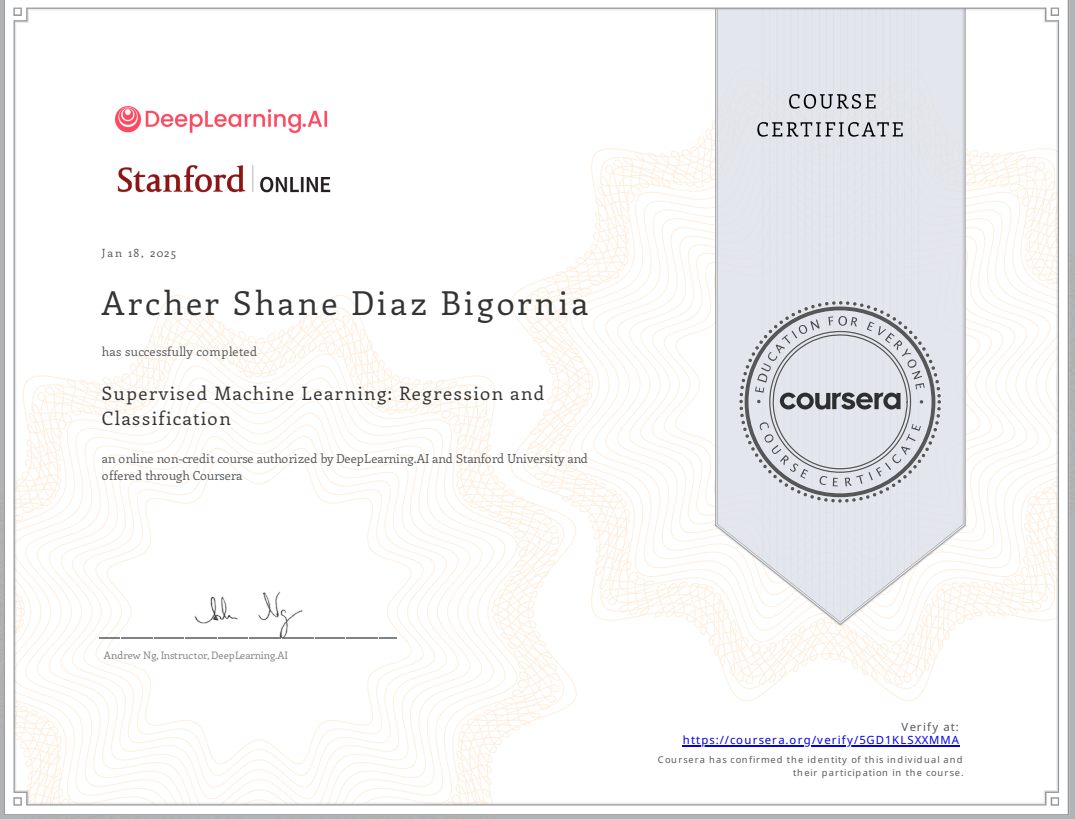 DeepLearning.AI
Stanford | ONLINE
Jan 18, 2025
Archer Shane Diaz Bigornia
has successfully completed
Supervised Machine Learning: Regression and
Classification
an online non-credit course authorized by DeepLearning.AI and Stanford University and
offered through Coursera
Andrew Ng, Instructor, DeepLearning.AI
COURSE
CERTIFICATE
EDUCATION FOR EVERYONE
coursera
COURSE CERTIFICATE
Verify at:
https://coursera.org/verify/5GD1KLSXXMMA
Coursera has confirmed the identity of this individual and
their participation in the course.